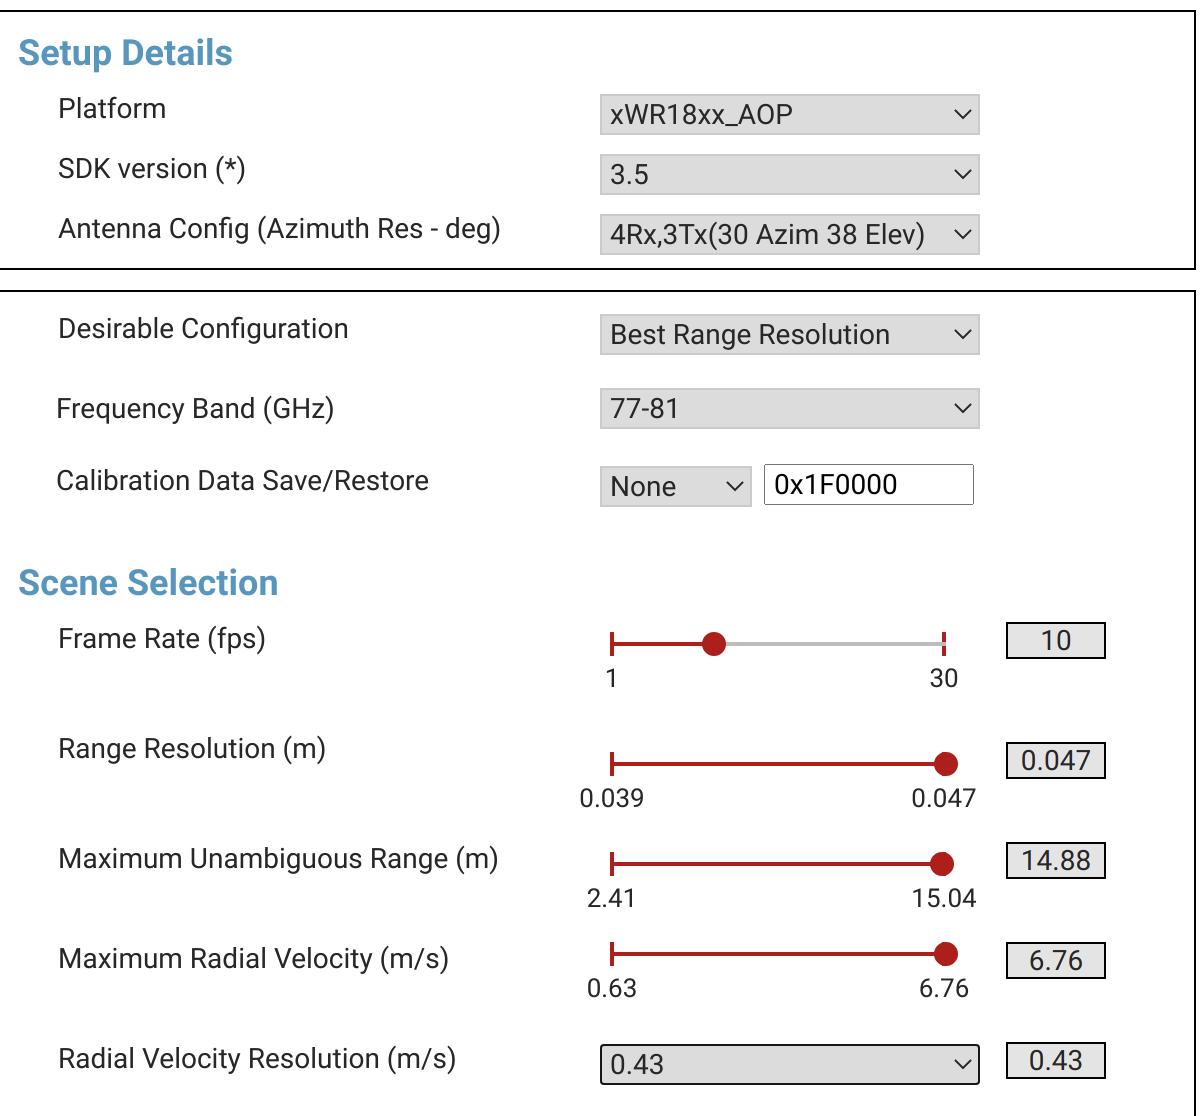 Setup Details
Platform xWR18xx_AOP
SDK version (*) 3.5
Antenna Config (Azimuth Res - deg) 4Rx,3Tx(30 Azim 38 Elev)
Desirable Configuration Best Range Resolution
Frequency Band (GHz) 77-81
Calibration Data Save/Restore None 0x1F0000
Scene Selection
Frame Rate (fps) 10
1 30
Range Resolution (m) 0.047
0.039 0.047
Maximum Unambiguous Range (m) 14.88
2.41 15.04
Maximum Radial Velocity (m/s) 6.76
0.63 6.76
Radial Velocity Resolution (m/s) 0.43 0.43